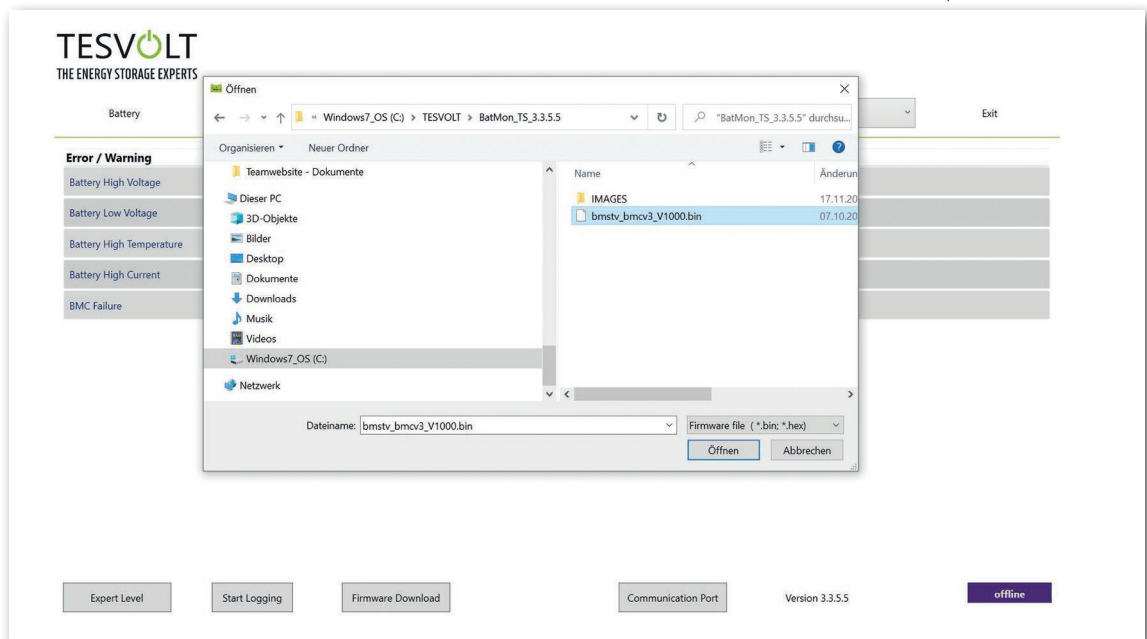 TESVOLT
THE ENERGY STORAGE EXPERTS
Battery
Exit
Error / Warning
Battery High Voltage
Battery Low Voltage
Battery High Temperature
Battery High Current
BMC Failure
Öffnen
« Windows7_OS (C:) > TESVOLT > BatMon_TS_3.3.5.5
"BatMon_TS_3.3.5.5" durchsu...
Organisieren
Neuer Ordner
Teamwebsite - Dokumente
Dieser PC
3D-Objekte
Bilder
Desktop
Dokumente
Downloads
Musik
Videos
Windows7_OS (C:)
Netzwerk
Name
Änderun
IMAGES
17.11.20
bmstv_bmcv3_V1000.bin
07.10.20
Dateiname:
bmstv_bmcv3_V1000.bin
Firmware file ( *.bin; *.hex)
Öffnen
Abbrechen
Expert Level
Start Logging
Firmware Download
Communication Port
Version 3.3.5.5
offline